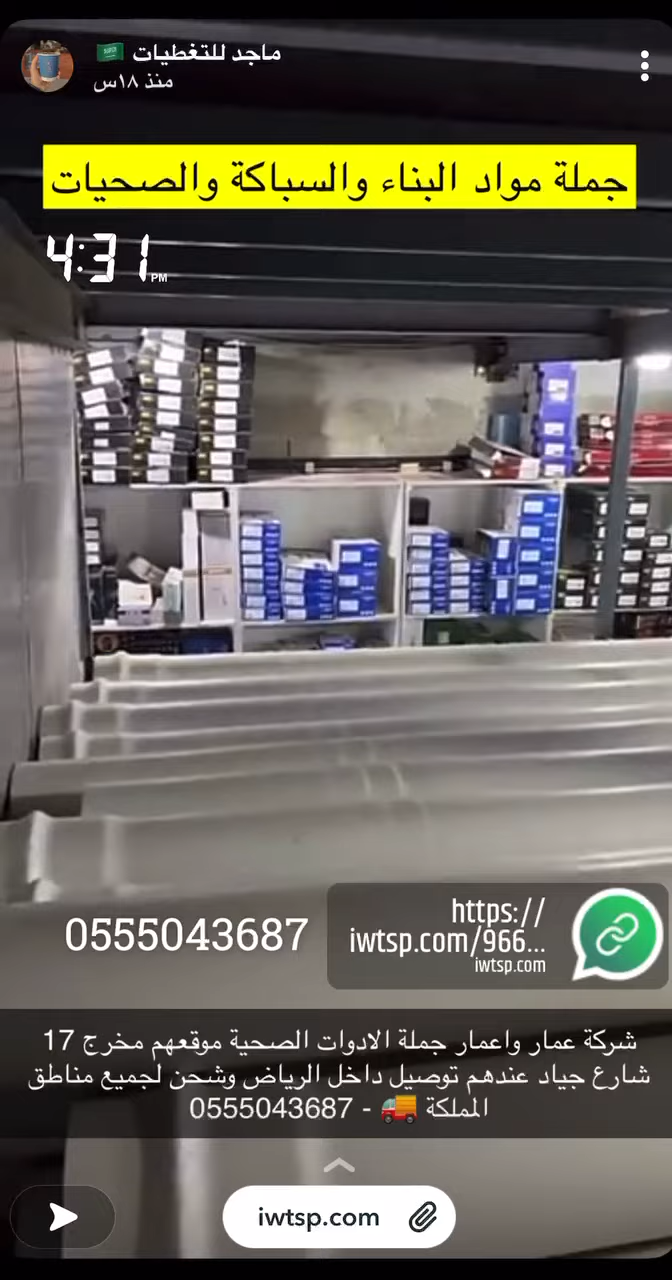 ماجد للتغطيات 🇸🇦
منذ ١٨س
جملة مواد البناء والسباكة والصحيات
4:31 PM
https://
iwtsp.com/966...
iwtsp.com
0555043687
شركة عمار واعمار جملة الادوات الصحية موقعهم مخرج 17
شارع جياد عندهم توصيل داخل الرياض وشحن لجميع مناطق
المملكة 🚚 - 0555043687
iwtsp.com